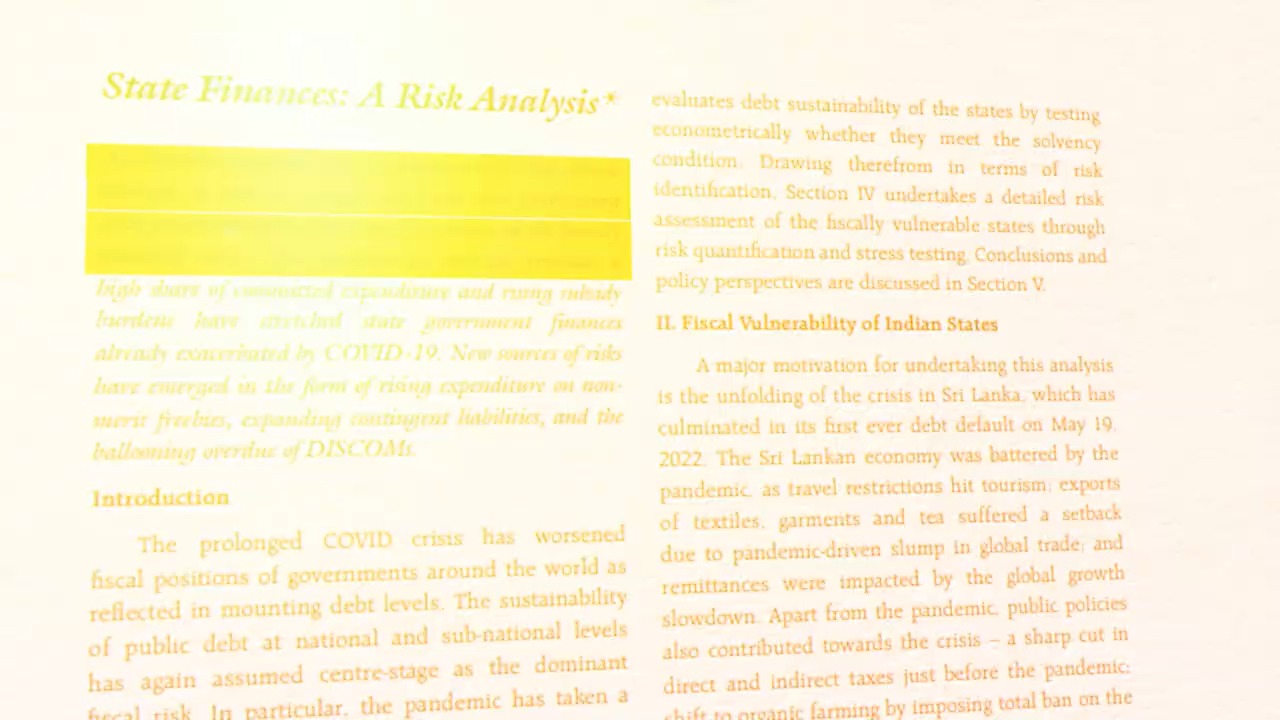 State Finances: A Risk Analysis*
high share of committed expenditure and rising subsidy
burdens have stretched state government finances
already exacerbated by COVID-19. New sources of risks
have emerged in the form of rising expenditure on non-
merit freebies, expanding contingent liabilities, and the
ballooning overdue of DISCOMs.
Introduction
The prolonged COVID crisis has worsened
fiscal positions of governments around the world as
reflected in mounting debt levels. The sustainability
of public debt at national and sub-national levels
has again assumed centre-stage as the dominant
fiscal risk. In particular, the pandemic has taken a
evaluates debt sustainability of the states by testing
econometrically whether they meet the solvency
condition. Drawing therefrom in terms of risk
identification, Section IV undertakes a detailed risk
assessment of the fiscally vulnerable states through
risk quantification and stress testing. Conclusions and
policy perspectives are discussed in Section V.
II. Fiscal Vulnerability of Indian States
A major motivation for undertaking this analysis
is the unfolding of the crisis in Sri Lanka, which has
culminated in its first ever debt default on May 19,
2022. The Sri Lankan economy was battered by the
pandemic, as travel restrictions hit tourism; exports
of textiles, garments and tea suffered a setback
due to pandemic-driven slump in global trade; and
remittances were impacted by the global growth
slowdown. Apart from the pandemic, public policies
also contributed towards the crisis – a sharp cut in
direct and indirect taxes just before the pandemic;
shift to organic farming by imposing total ban on the